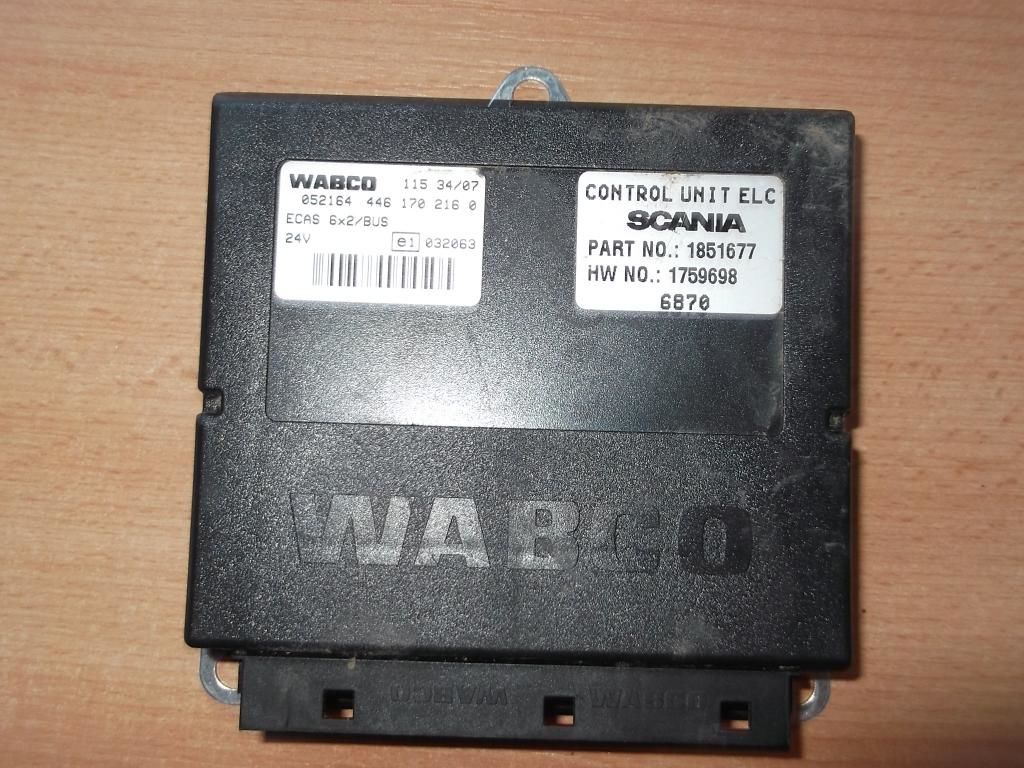 WABCO 115 34/07
052164 446 170 216 0
ECAS 6x2/BUS
24V e1 032063
CONTROL UNIT ELC
SCANIA
PART NO.: 1851677
HW NO.: 1759698
6870
WABCO
WABCO WABCO